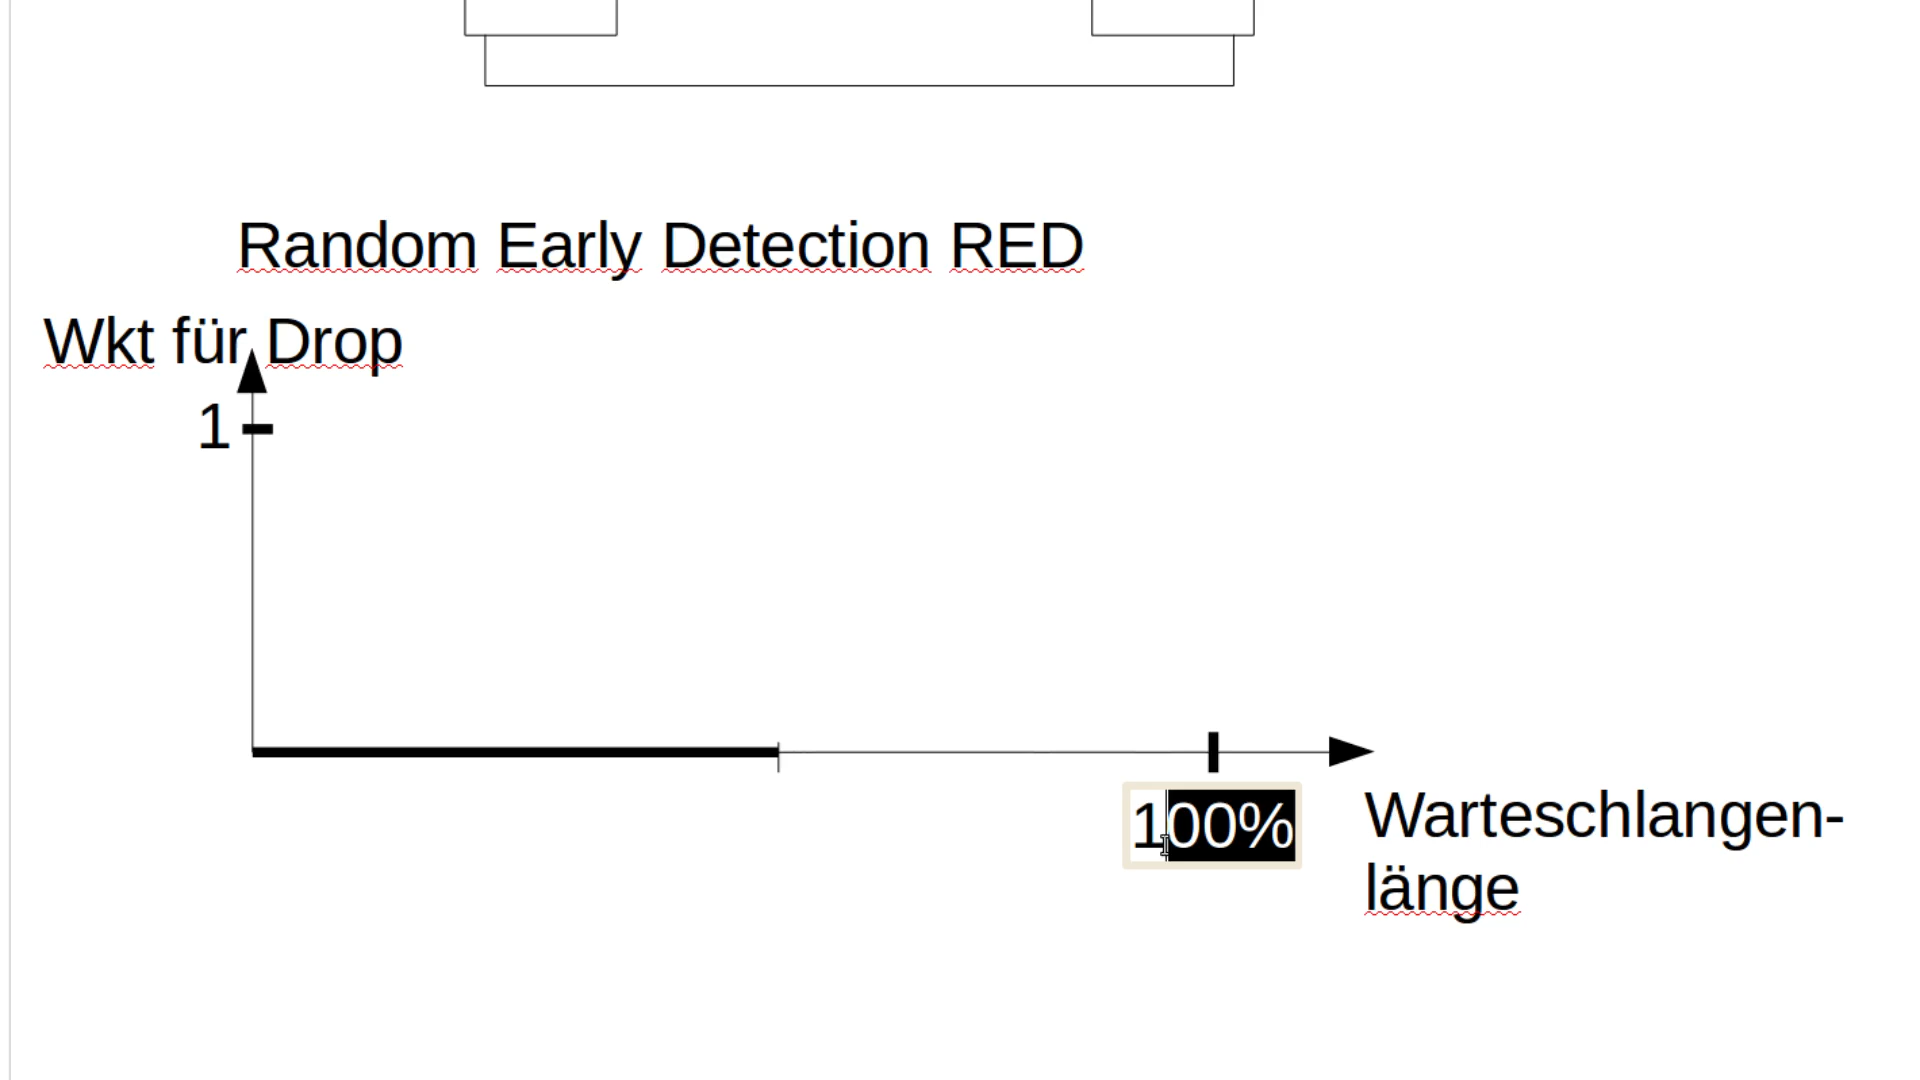 Random Early Detection RED
Wkt für Drop
1
100%
Warteschlangen-
länge